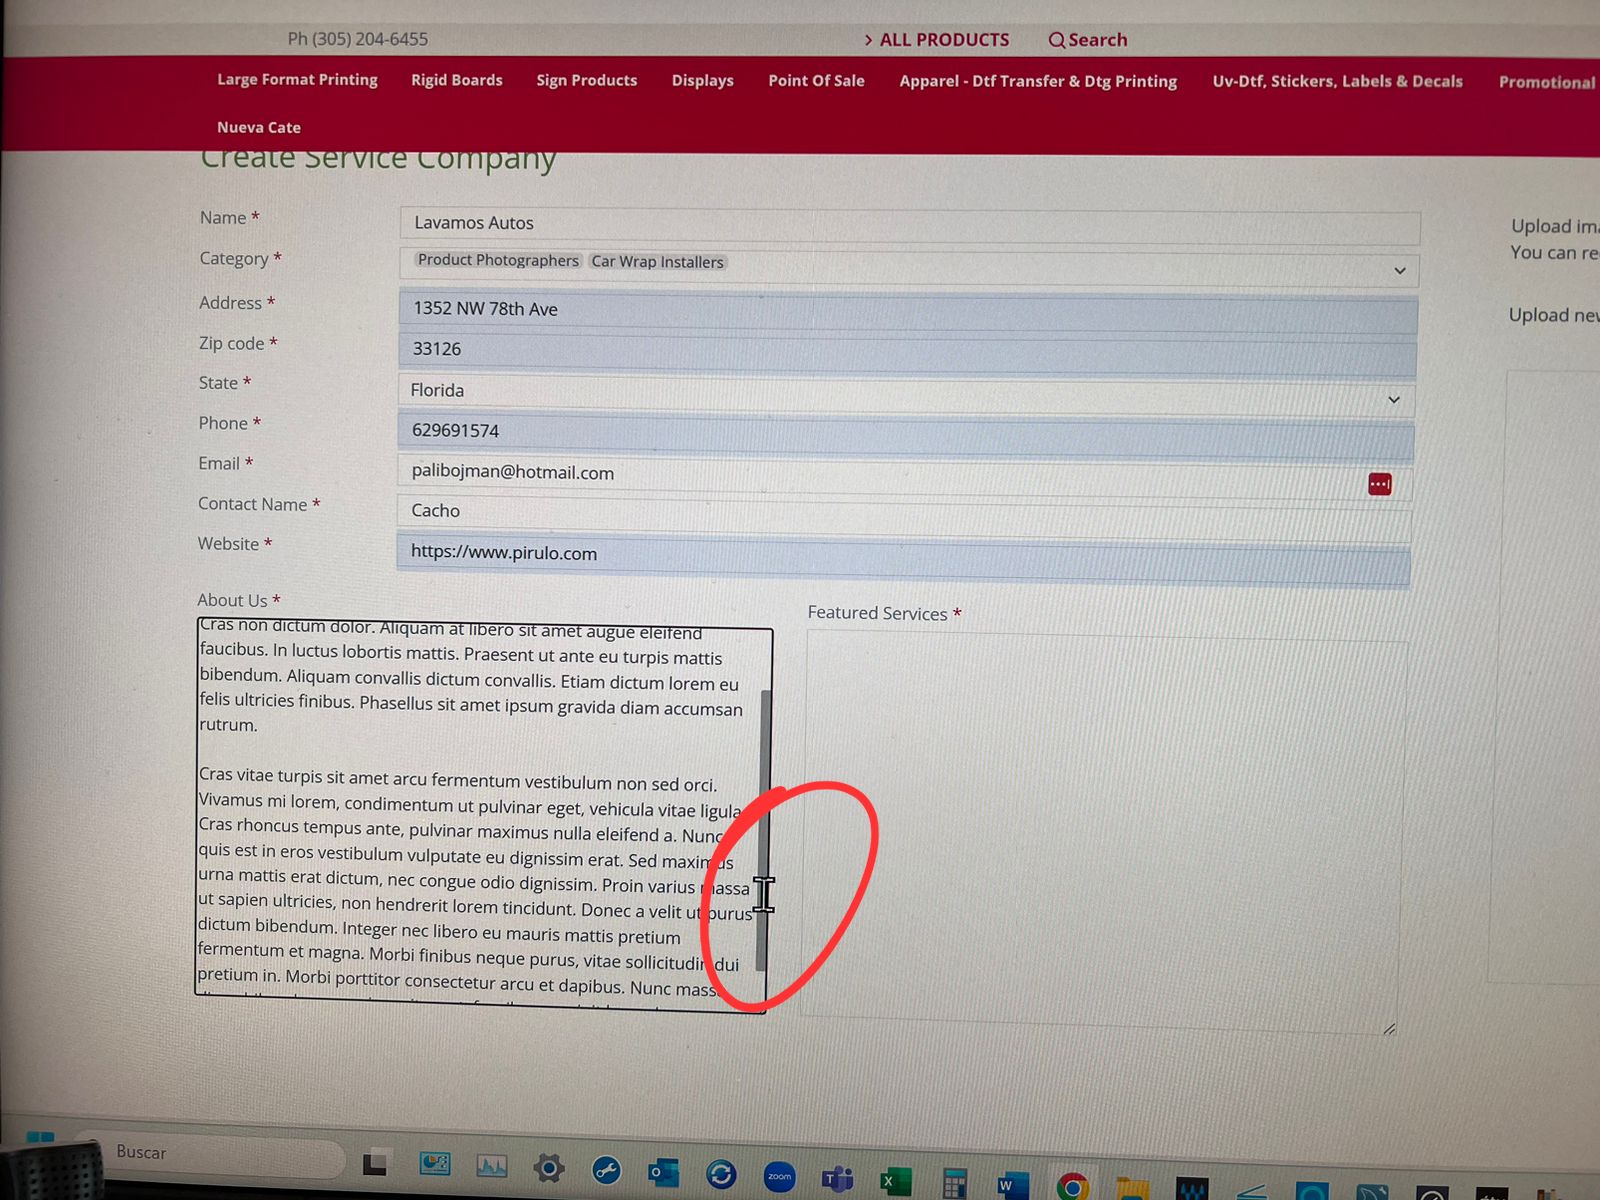 Ph (305) 204-6455
> ALL PRODUCTS
Search
Large Format Printing
Rigid Boards
Sign Products
Displays
Point Of Sale
Apparel - Dtf Transfer & Dtg Printing
Uv-Dtf, Stickers, Labels & Decals
Promotional
Nueva Cate
Create Service Company
Name *
Lavamos Autos
Category *
Product Photographers Car Wrap Installers
Address *
1352 NW 78th Ave
Zip code *
33126
State *
Florida
Phone *
629691574
Email *
palibojman@hotmail.com
Contact Name *
Cacho
Website *
https://www.pirulo.com
Upload ima
You can re
Upload new
About Us *
Cras non dictum dolor. Aliquam at libero sit amet augue eleifend
faucibus. In luctus lobortis mattis. Praesent ut ante eu turpis mattis
bibendum. Aliquam convallis dictum convallis. Etiam dictum lorem eu
felis ultricies finibus. Phasellus sit amet ipsum gravida diam accumsan
rutrum.
Cras vitae turpis sit amet arcu fermentum vestibulum non sed orci.
Vivamus mi lorem, condimentum ut pulvinar eget, vehicula vitae ligula
Cras rhoncus tempus ante, pulvinar maximus nulla eleifend a. Nunc
quis est in eros vestibulum vulputate eu dignissim erat. Sed maximus
urna mattis erat dictum, nec congue odio dignissim. Proin varius massa
ut sapien ultricies, non hendrerit lorem tincidunt. Donec a velit ut purus
dictum bibendum. Integer nec libero eu mauris mattis pretium
fermentum et magna. Morbi finibus neque purus, vitae sollicitudin dui
pretium in. Morbi porttitor consectetur arcu et dapibus. Nunc massa
Featured Services *
Buscar
zoom